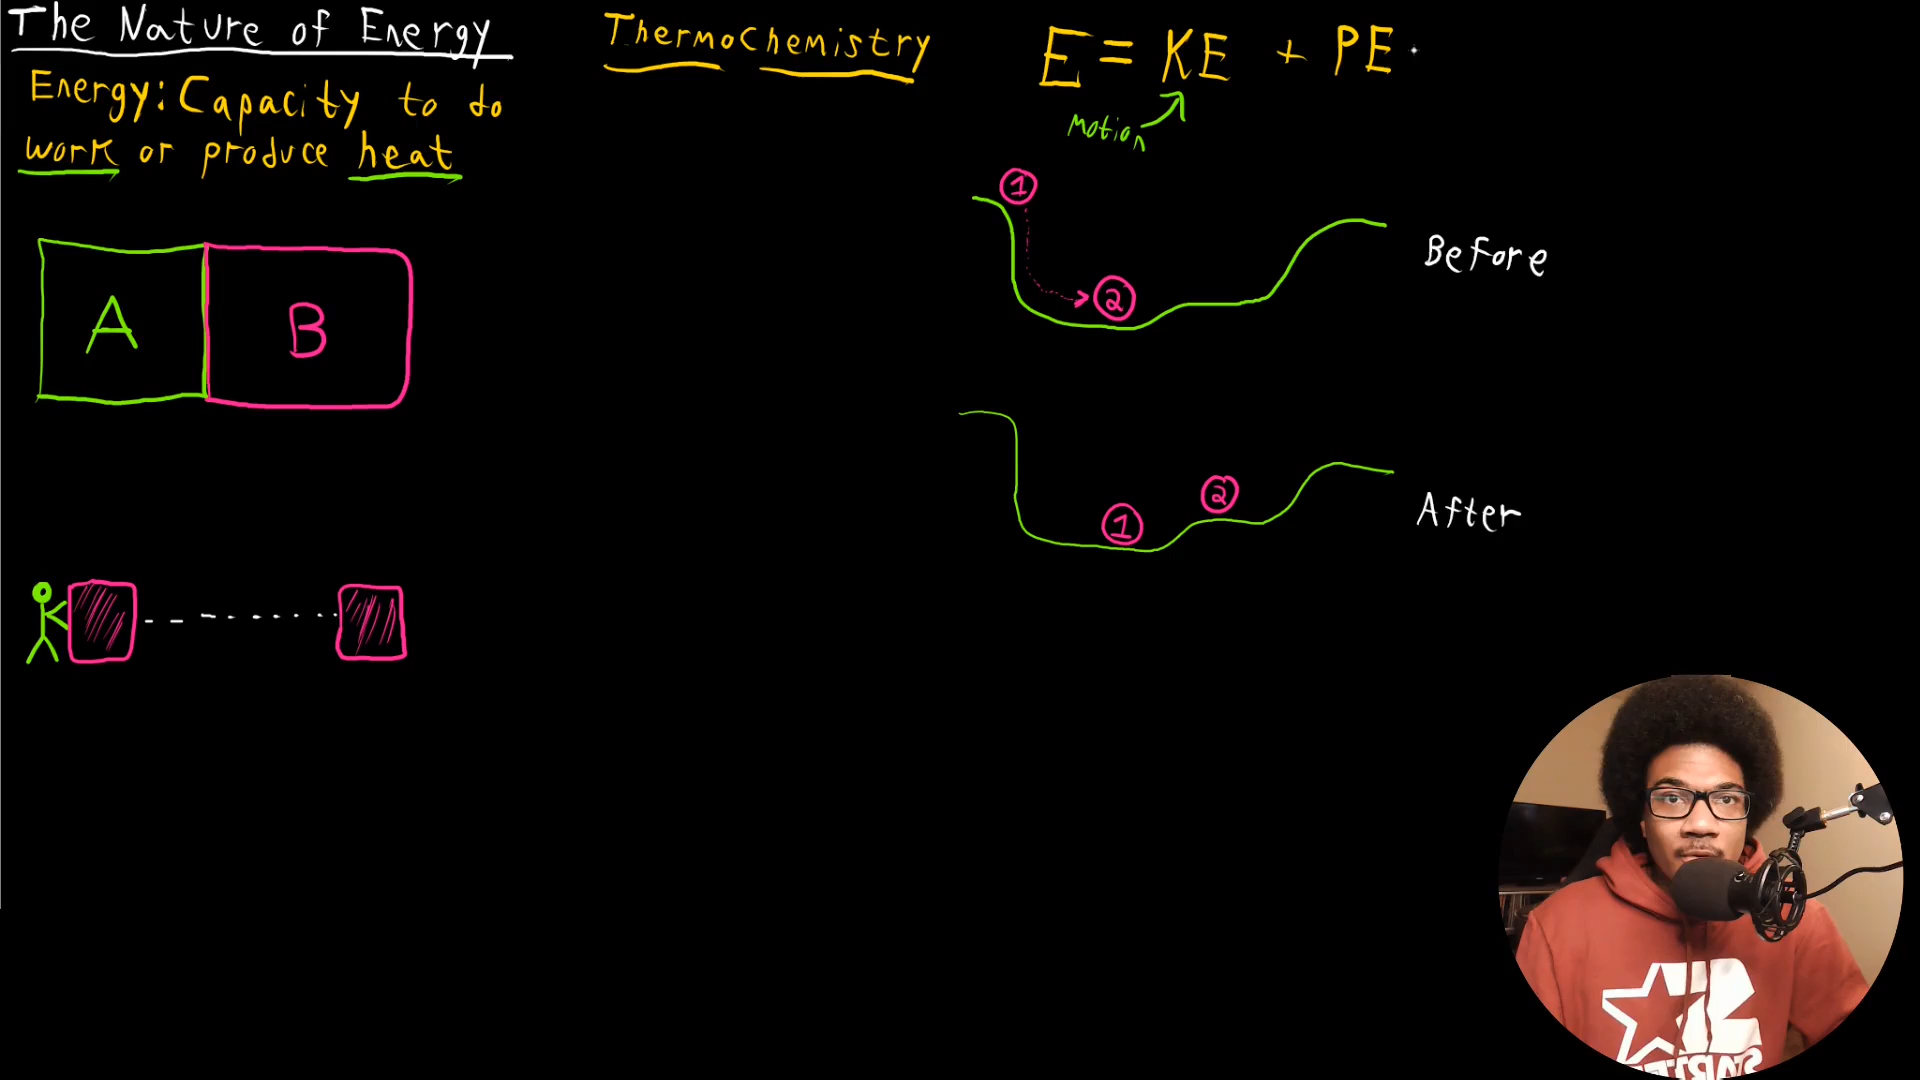 The Nature of Energy
Energy: Capacity to do
work or produce heat
A
B
Thermochemistry
E = KE + PE
Motion
1
2
Before
1
2
After